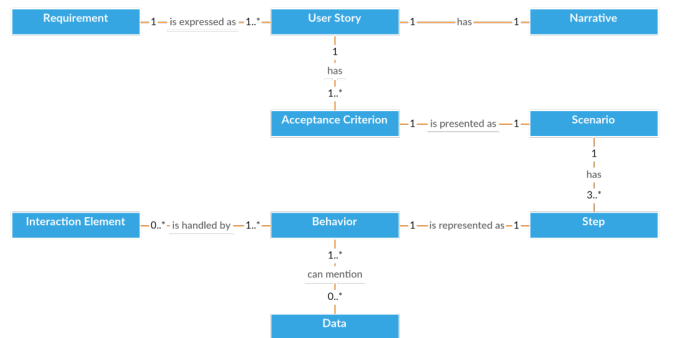 Requirement 1 is expressed as 1..* User Story 1 has 1 Narrative
1
has
1..*
Acceptance Criterion 1 is presented as 1 Scenario
1
has
3..*
Interaction Element 0..* is handled by 1..* Behavior 1 is represented as 1 Step
1..*
can mention
0..*
Data